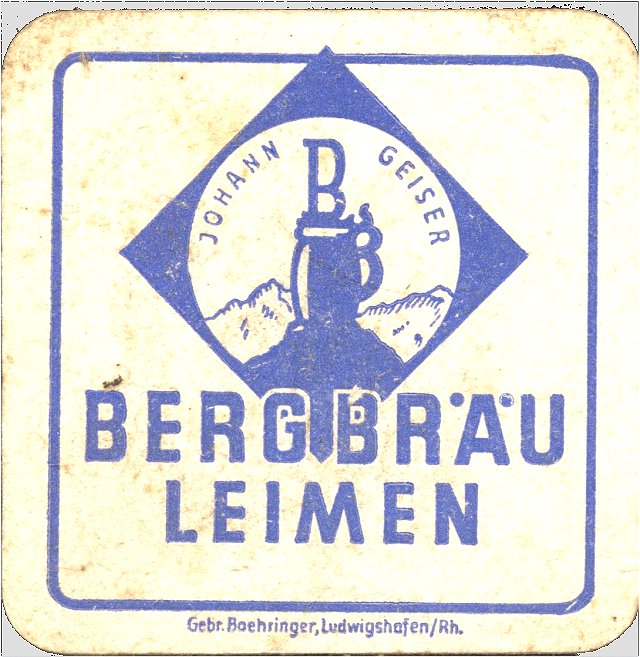 B
JOHANN GEISER
B
BERGBRÄU
LEIMEN
Gebr. Boehringer, Ludwigshafen/Rh.